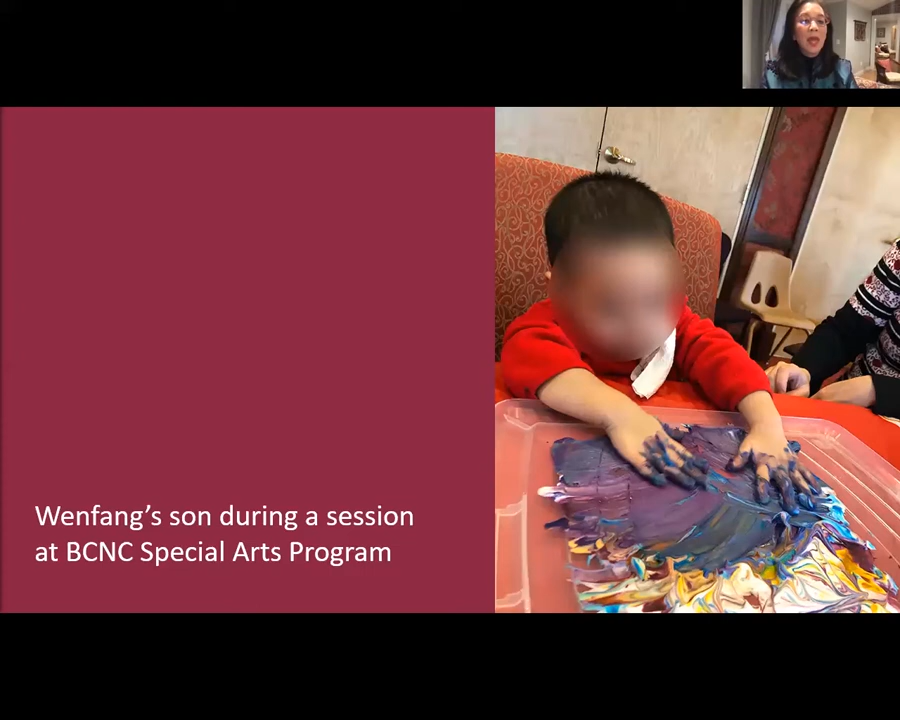 Wenfang’s son during a session
at BCNC Special Arts Program